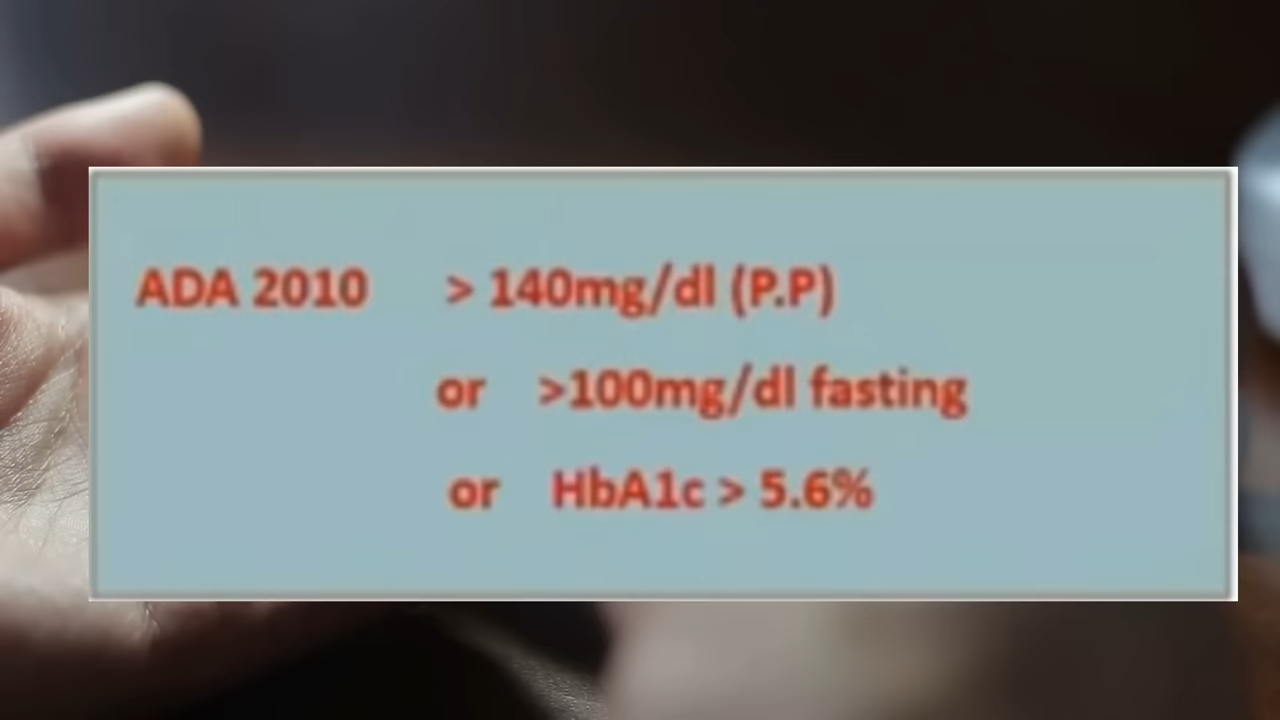 ADA 2010 > 140mg/dl (P.P)
or >100mg/dl fasting
or HbA1c > 5.6%